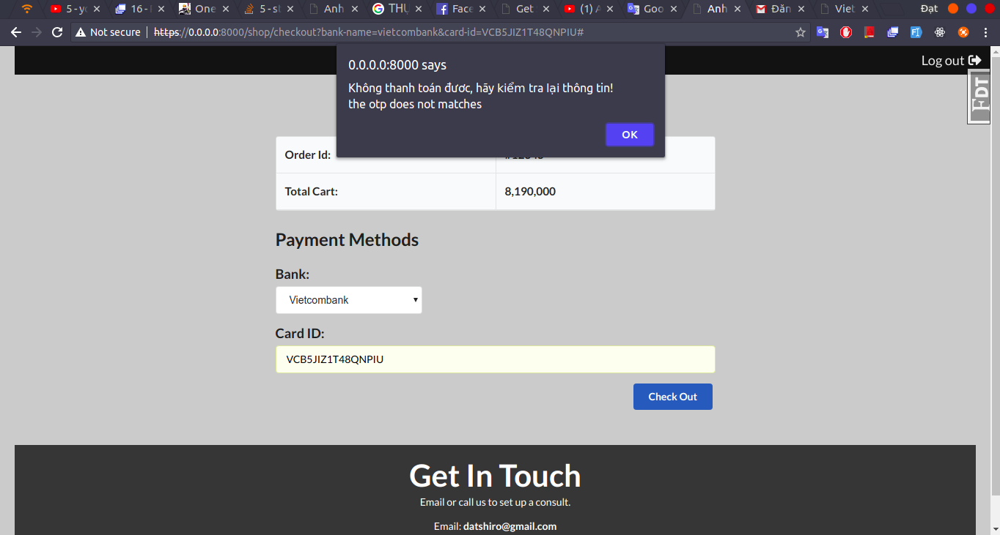 5 - yo
16 -
One
5 - st
Anh
THỤ
Face
Get
(1) A
Goo
Anh
Đăn
Viet
Đạt
Not secure
https://0.0.0.0:8000/shop/checkout?bank-name=vietcombank&card-id=VCB5JIZ1T48QNPIU#
Log out
FDT
0.0.0.0:8000 says
Không thanh toán được, hãy kiểm tra lại thông tin!
the otp does not matches
OK
Order Id:
Total Cart: 8,190,000
Payment Methods
Bank:
Vietcombank
Card ID:
VCB5JIZ1T48QNPIU
Check Out
Get In Touch
Email or call us to set up a consult.
Email: datshiro@gmail.com